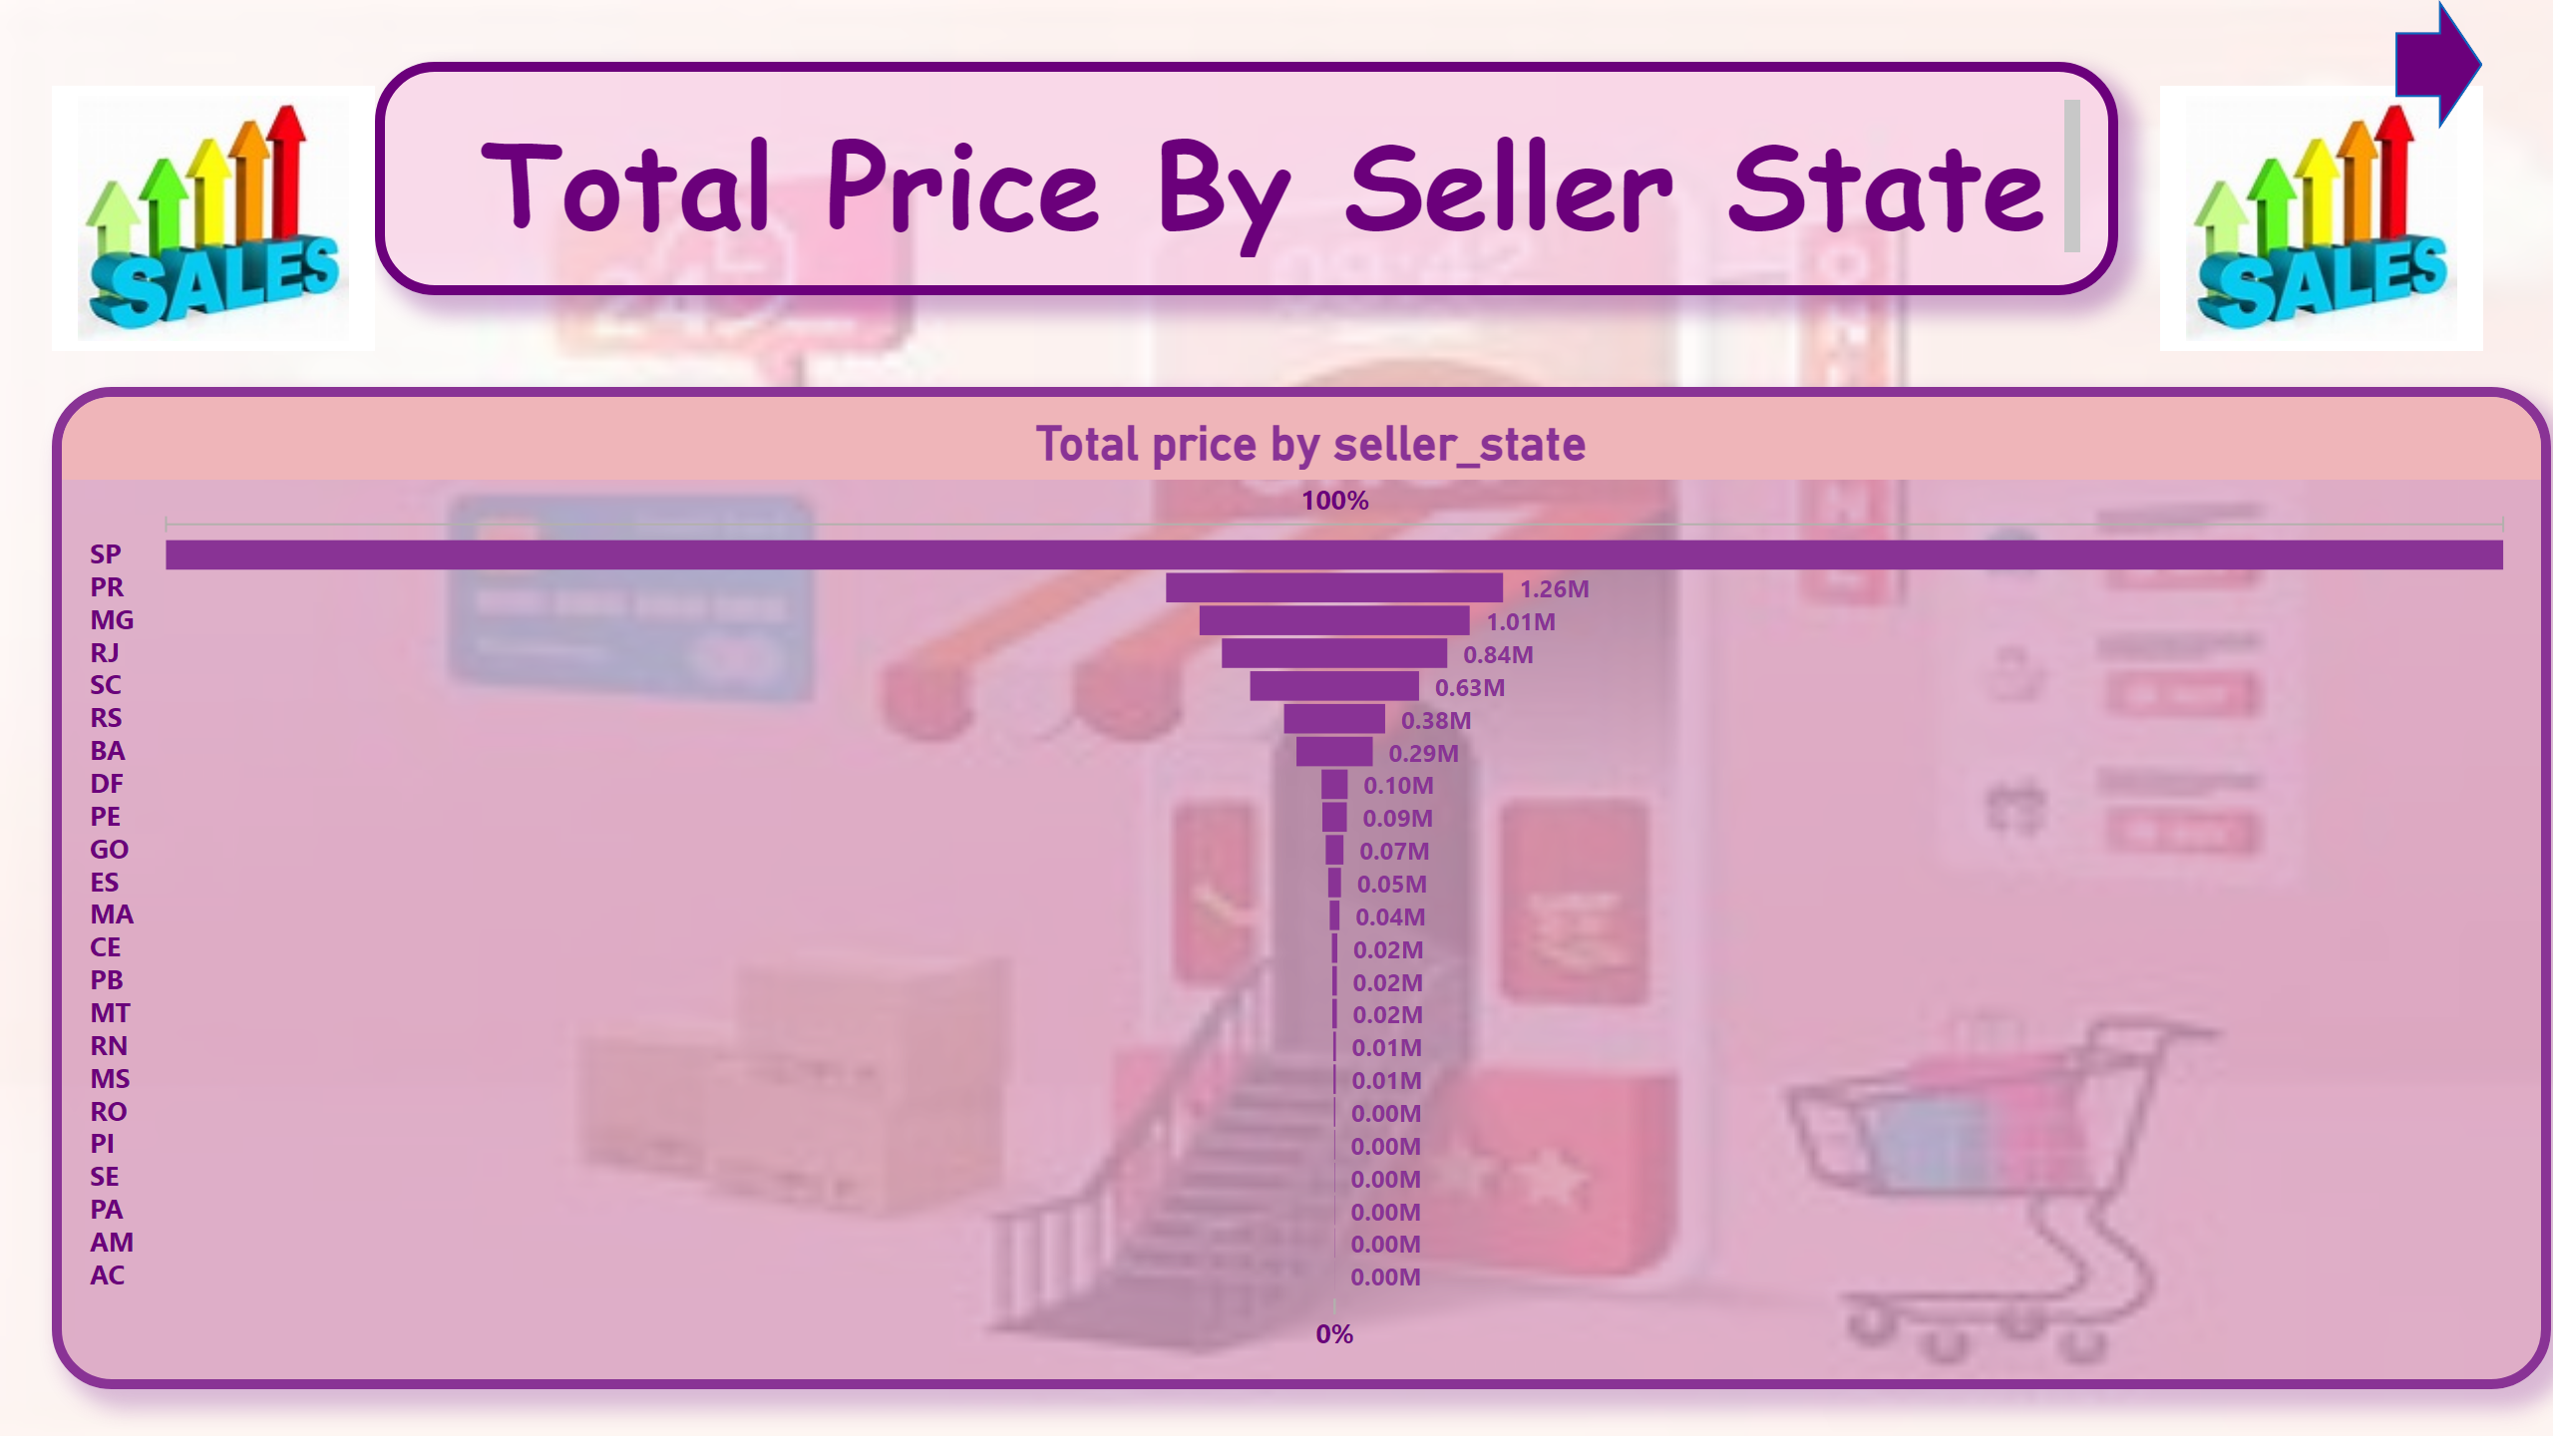 SALES
Total Price By Seller State
SALES
Total price by seller_state
100%
SP
PR 1.26M
MG 1.01M
RJ 0.84M
SC 0.63M
RS 0.38M
BA 0.29M
DF 0.10M
PE 0.09M
GO 0.07M
ES 0.05M
MA 0.04M
CE 0.02M
PB 0.02M
MT 0.02M
RN 0.01M
MS 0.01M
RO 0.00M
PI 0.00M
SE 0.00M
PA 0.00M
AM 0.00M
AC 0.00M
0%